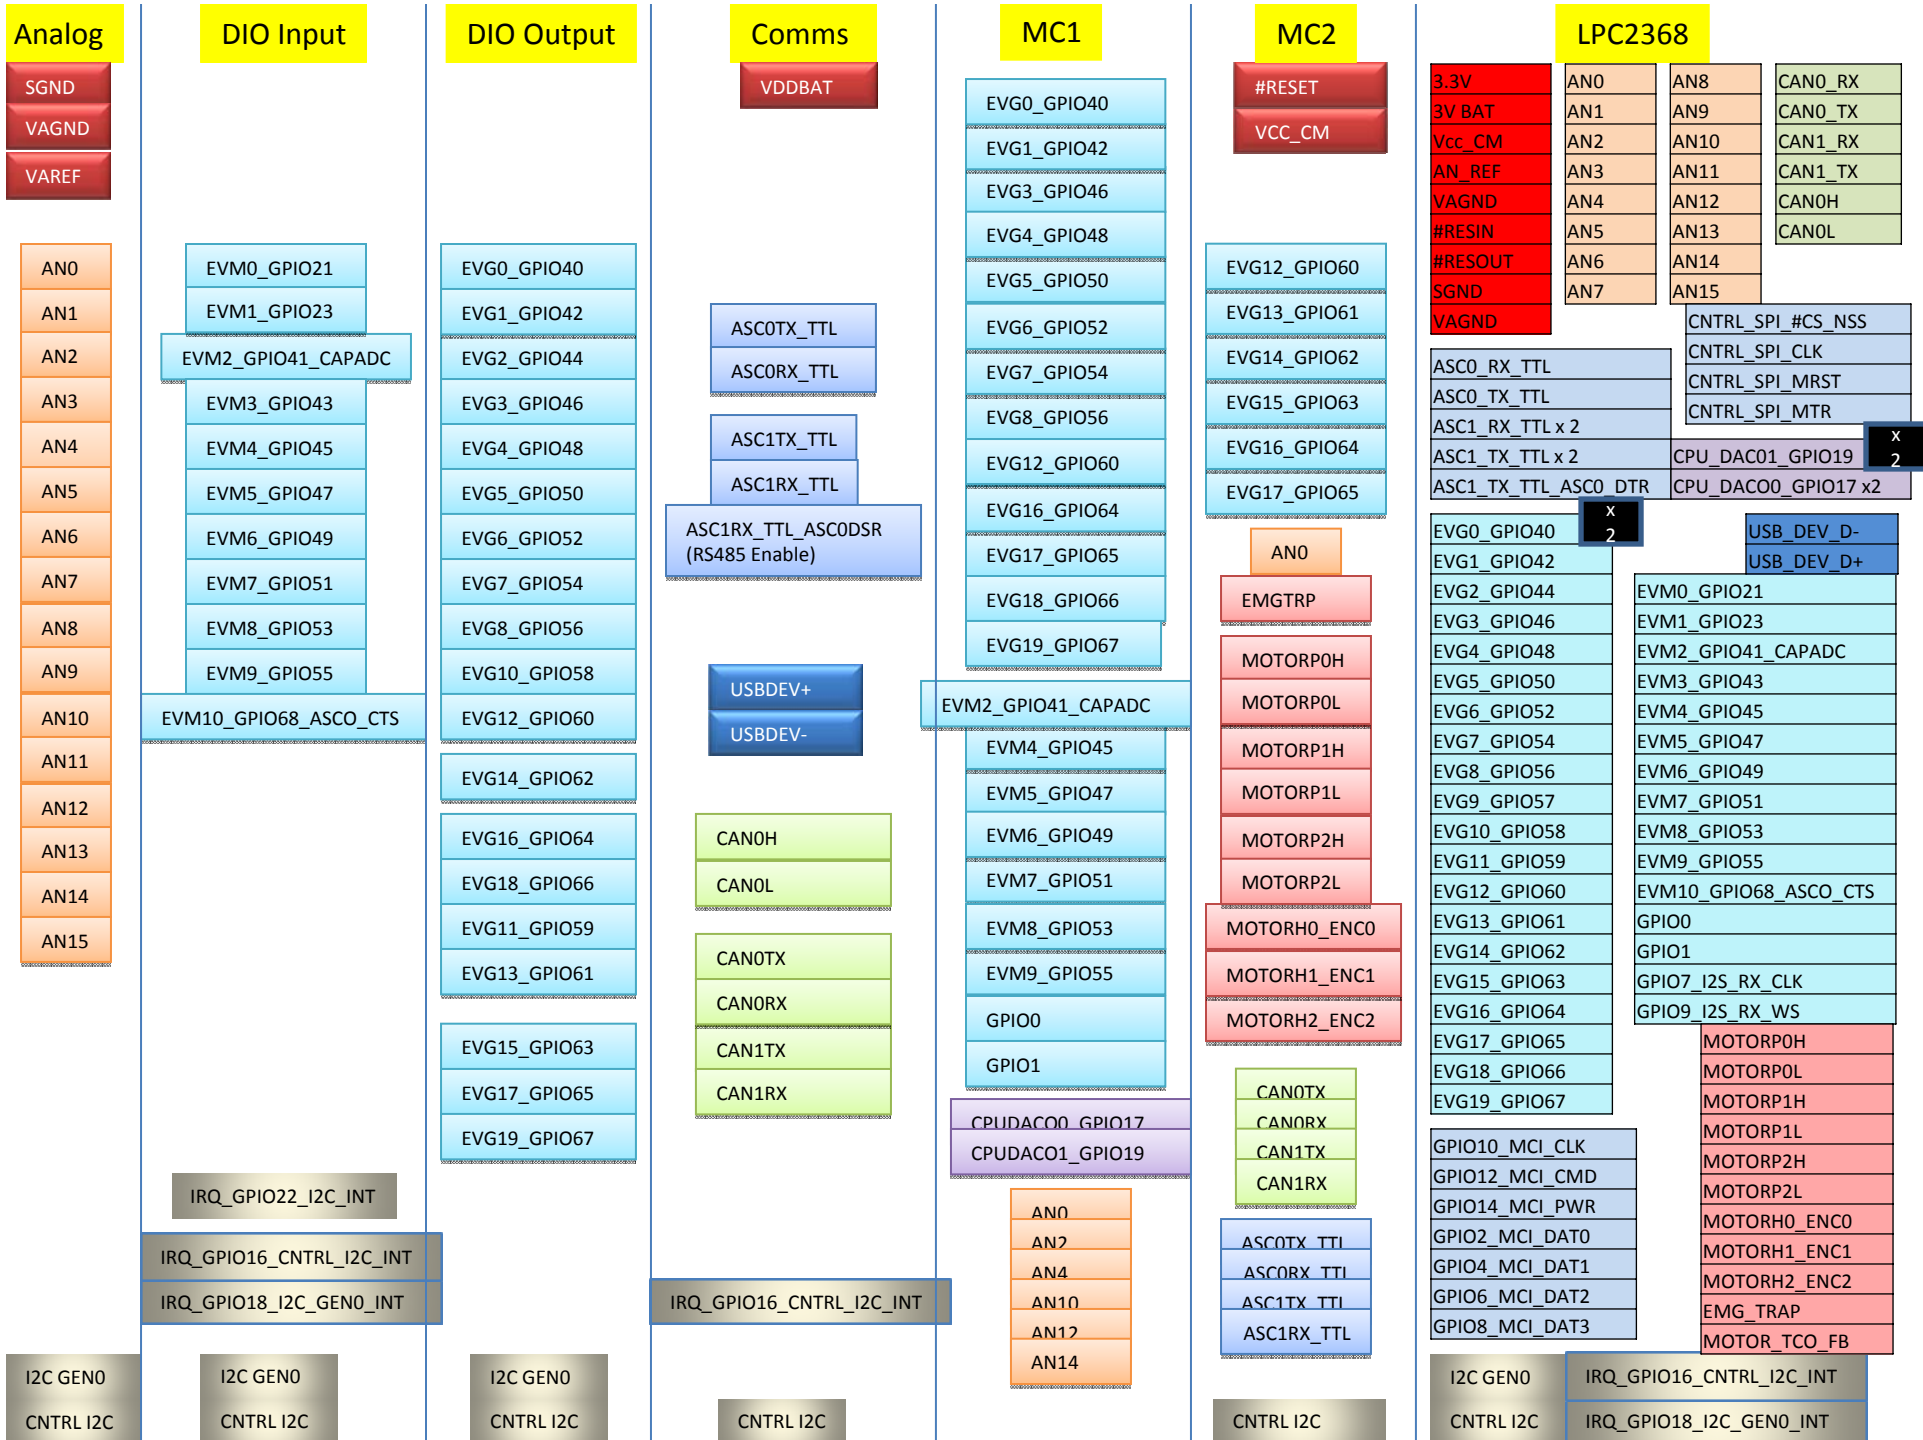 Analog
SGND
VAGND
VAREF
AN0
AN1
AN2
AN3
AN4
AN5
AN6
AN7
AN8
AN9
AN10
AN11
AN12
AN13
AN14
AN15
I2C GEN0
CNTRL I2C
DIO Input
EVM0_GPIO21
EVM1_GPIO23
EVM2_GPIO41_CAPADC
EVM3_GPIO43
EVM4_GPIO45
EVM5_GPIO47
EVM6_GPIO49
EVM7_GPIO51
EVM8_GPIO53
EVM9_GPIO55
EVM10_GPIO68_ASCO_CTS
IRQ_GPIO22_I2C_INT
IRQ_GPIO16_CNTRL_I2C_INT
IRQ_GPIO18_I2C_GEN0_INT
I2C GEN0
CNTRL I2C
DIO Output
EVG0_GPIO40
EVG1_GPIO42
EVG2_GPIO44
EVG3_GPIO46
EVG4_GPIO48
EVG5_GPIO50
EVG6_GPIO52
EVG7_GPIO54
EVG8_GPIO56
EVG10_GPIO58
EVG12_GPIO60
EVG14_GPIO62
EVG16_GPIO64
EVG18_GPIO66
EVG11_GPIO59
EVG13_GPIO61
EVG15_GPIO63
EVG17_GPIO65
EVG19_GPIO67
I2C GEN0
CNTRL I2C
Comms
VDDBAT
ASC0TX_TTL
ASC0RX_TTL
ASC1TX_TTL
ASC1RX_TTL
ASC1RX_TTL_ASC0DSR
(RS485 Enable)
USBDEV+
USBDEV-
CAN0H
CAN0L
CAN0TX
CAN0RX
CAN1TX
CAN1RX
IRQ_GPIO16_CNTRL_I2C_INT
CNTRL I2C
MC1
EVG0_GPIO40
EVG1_GPIO42
EVG3_GPIO46
EVG4_GPIO48
EVG5_GPIO50
EVG6_GPIO52
EVG7_GPIO54
EVG8_GPIO56
EVG12_GPIO60
EVG16_GPIO64
EVG17_GPIO65
EVG18_GPIO66
EVG19_GPIO67
EVM2_GPIO41_CAPADC
EVM4_GPIO45
EVM5_GPIO47
EVM6_GPIO49
EVM7_GPIO51
EVM8_GPIO53
EVM9_GPIO55
GPIO0
GPIO1
CPUDACO0_GPIO17
CPUDACO1_GPIO19
AN0
AN2
AN4
AN10
AN12
AN14
MC2
#RESET
VCC_CM
EVG12_GPIO60
EVG13_GPIO61
EVG14_GPIO62
EVG15_GPIO63
EVG16_GPIO64
EVG17_GPIO65
AN0
EMGTRP
MOTORP0H
MOTORP0L
MOTORP1H
MOTORP1L
MOTORP2H
MOTORP2L
MOTORH0_ENC0
MOTORH1_ENC1
MOTORH2_ENC2
CAN0TX
CAN0RX
CAN1TX
CAN1RX
ASC0TX_TTL
ASC0RX_TTL
ASC1TX_TTL
ASC1RX_TTL
CNTRL I2C
LPC2368
3.3V
3V BAT
Vcc_CM
AN_REF
VAGND
#RESIN
#RESOUT
SGND
VAGND
AN0
AN1
AN2
AN3
AN4
AN5
AN6
AN7
AN8
AN9
AN10
AN11
AN12
AN13
AN14
AN15
CAN0_RX
CAN0_TX
CAN1_RX
CAN1_TX
CAN0H
CAN0L
CNTRL_SPI_#CS_NSS
CNTRL_SPI_CLK
CNTRL_SPI_MRST
CNTRL_SPI_MTR
ASC0_RX_TTL
ASC0_TX_TTL
ASC1_RX_TTL x 2
ASC1_TX_TTL x 2
ASC1_TX_TTL_ASC0_DTR
CPU_DAC01_GPIO19
x
2
CPU_DACO0_GPIO17 x2
x
2
EVG0_GPIO40
EVG1_GPIO42
EVG2_GPIO44
EVG3_GPIO46
EVG4_GPIO48
EVG5_GPIO50
EVG6_GPIO52
EVG7_GPIO54
EVG8_GPIO56
EVG9_GPIO57
EVG10_GPIO58
EVG11_GPIO59
EVG12_GPIO60
EVG13_GPIO61
EVG14_GPIO62
EVG15_GPIO63
EVG16_GPIO64
EVG17_GPIO65
EVG18_GPIO66
EVG19_GPIO67
USB_DEV_D-
USB_DEV_D+
EVM0_GPIO21
EVM1_GPIO23
EVM2_GPIO41_CAPADC
EVM3_GPIO43
EVM4_GPIO45
EVM5_GPIO47
EVM6_GPIO49
EVM7_GPIO51
EVM8_GPIO53
EVM9_GPIO55
EVM10_GPIO68_ASCO_CTS
GPIO0
GPIO1
GPIO7_I2S_RX_CLK
GPIO9_I2S_RX_WS
MOTORP0H
MOTORP0L
MOTORP1H
MOTORP1L
MOTORP2H
MOTORP2L
MOTORH0_ENC0
MOTORH1_ENC1
MOTORH2_ENC2
EMG_TRAP
MOTOR_TCO_FB
GPIO10_MCI_CLK
GPIO12_MCI_CMD
GPIO14_MCI_PWR
GPIO2_MCI_DAT0
GPIO4_MCI_DAT1
GPIO6_MCI_DAT2
GPIO8_MCI_DAT3
I2C GEN0
IRQ_GPIO16_CNTRL_I2C_INT
CNTRL I2C
IRQ_GPIO18_I2C_GEN0_INT